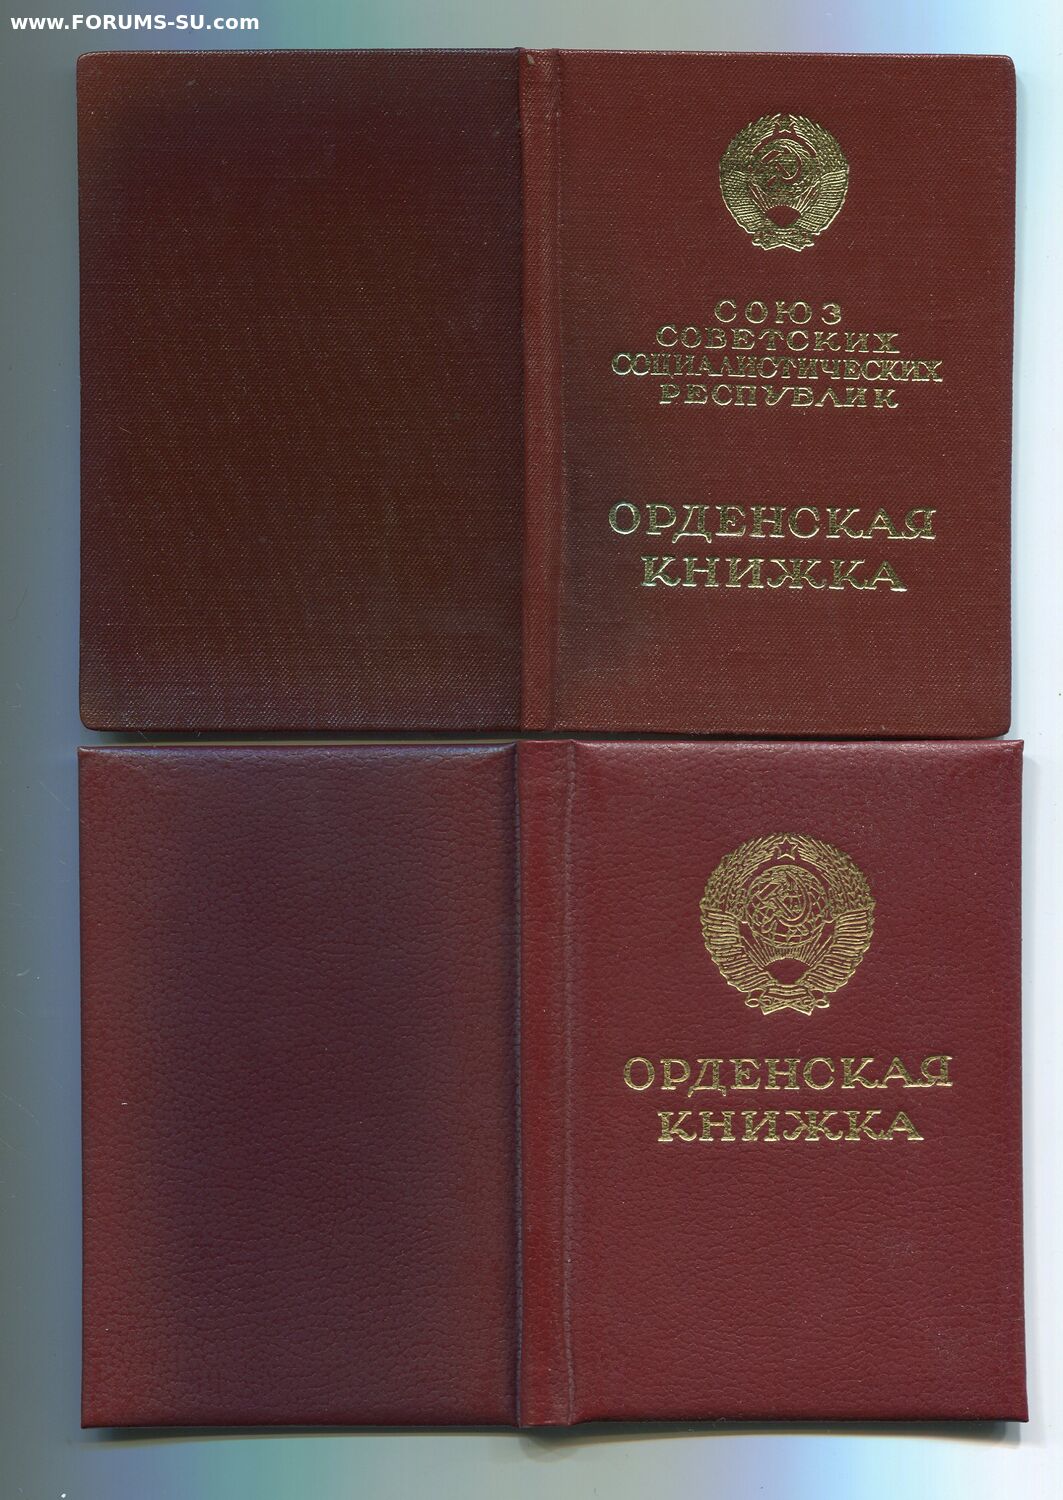 www.FORUMS-SU.com
СОЮЗ
СОВЕТСКИХ
СОЦИАЛИСТИЧЕСКИХ
РЕСПУБЛИК
ОРДЕНСКАЯ
КНИЖКА
ОРДЕНСКАЯ
КНИЖКА